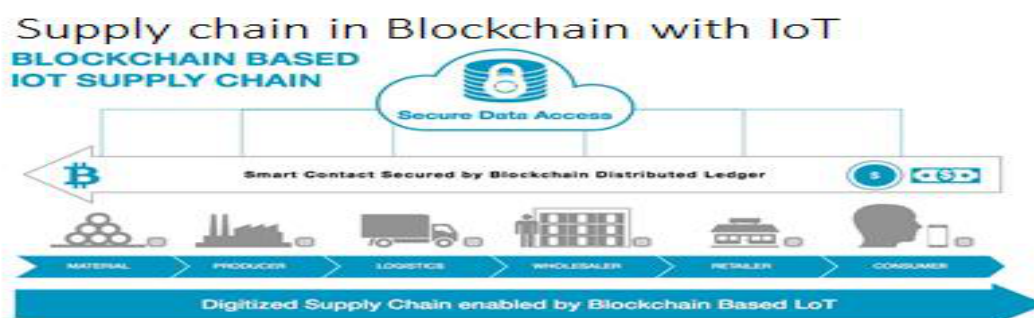 Supply chain in Blockchain with IoT
BLOCKCHAIN BASED
IOT SUPPLY CHAIN
Secure Data Access
Smart Contact Secured by Blockchain Distributed Ledger
$
$
MATERIAL
PRODUCER
LOGISTICS
WHOLESALER
RETAILER
CONSUMER
Digitized Supply Chain enabled by Blockchain Based LoT